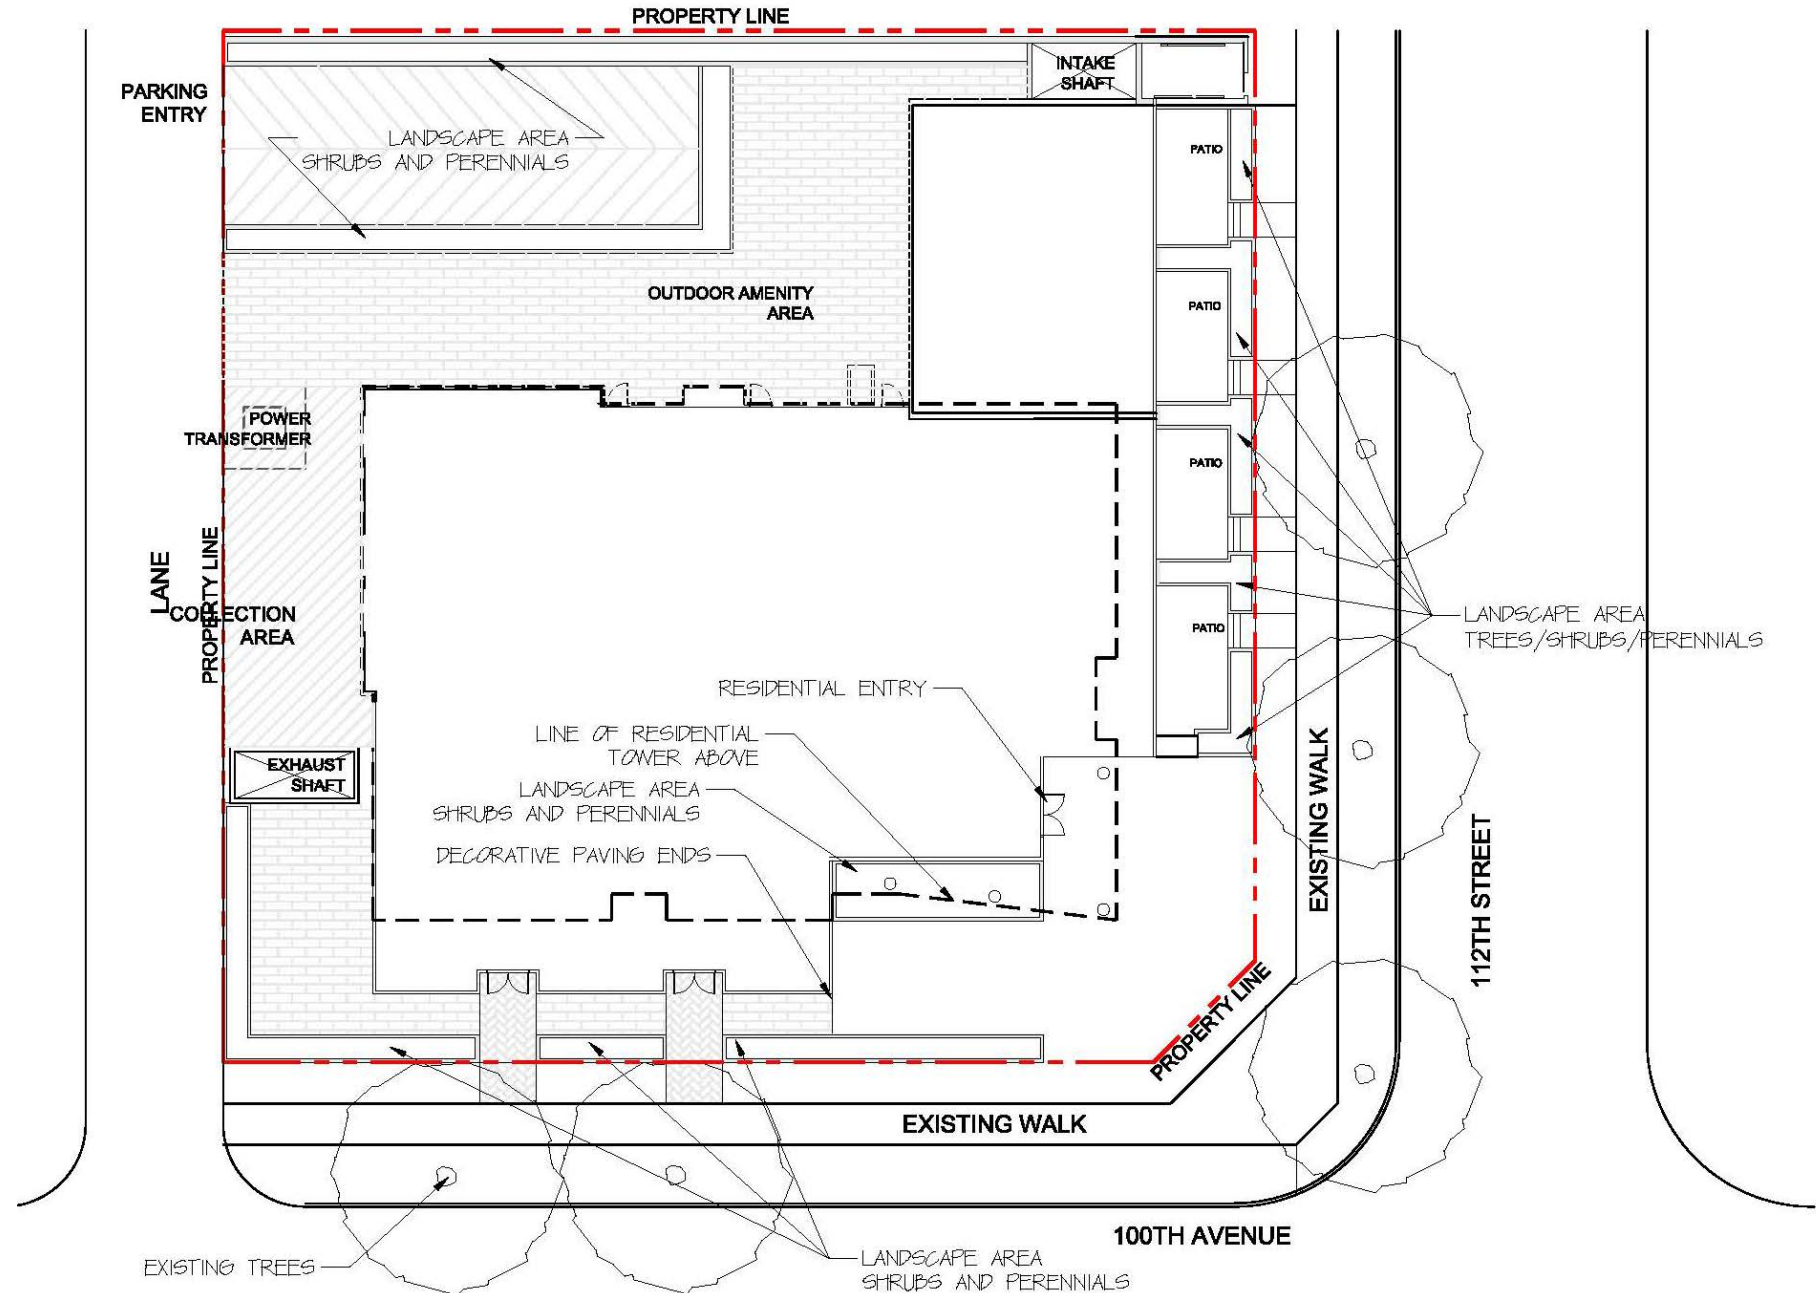 PROPERTY LINE
PARKING
ENTRY
INTAKE
SHAFT
LANDSCAPE AREA
SHRUBS AND PERENNIALS
PATIO
OUTDOOR AMENITY
AREA
PATIO
POWER
TRANSFORMER
PATIO
LANE
PROPERTY LINE
COLLECTION
AREA
PATIO
LANDSCAPE AREA
TREES/SHRUBS/PERENNIALS
RESIDENTIAL ENTRY
LINE OF RESIDENTIAL
TOWER ABOVE
EXHAUST
SHAFT
LANDSCAPE AREA
SHRUBS AND PERENNIALS
DECORATIVE PAVING ENDS
EXISTING WALK
112TH STREET
PROPERTY LINE
EXISTING WALK
100TH AVENUE
EXISTING TREES
LANDSCAPE AREA
SHRUBS AND PERENNIALS